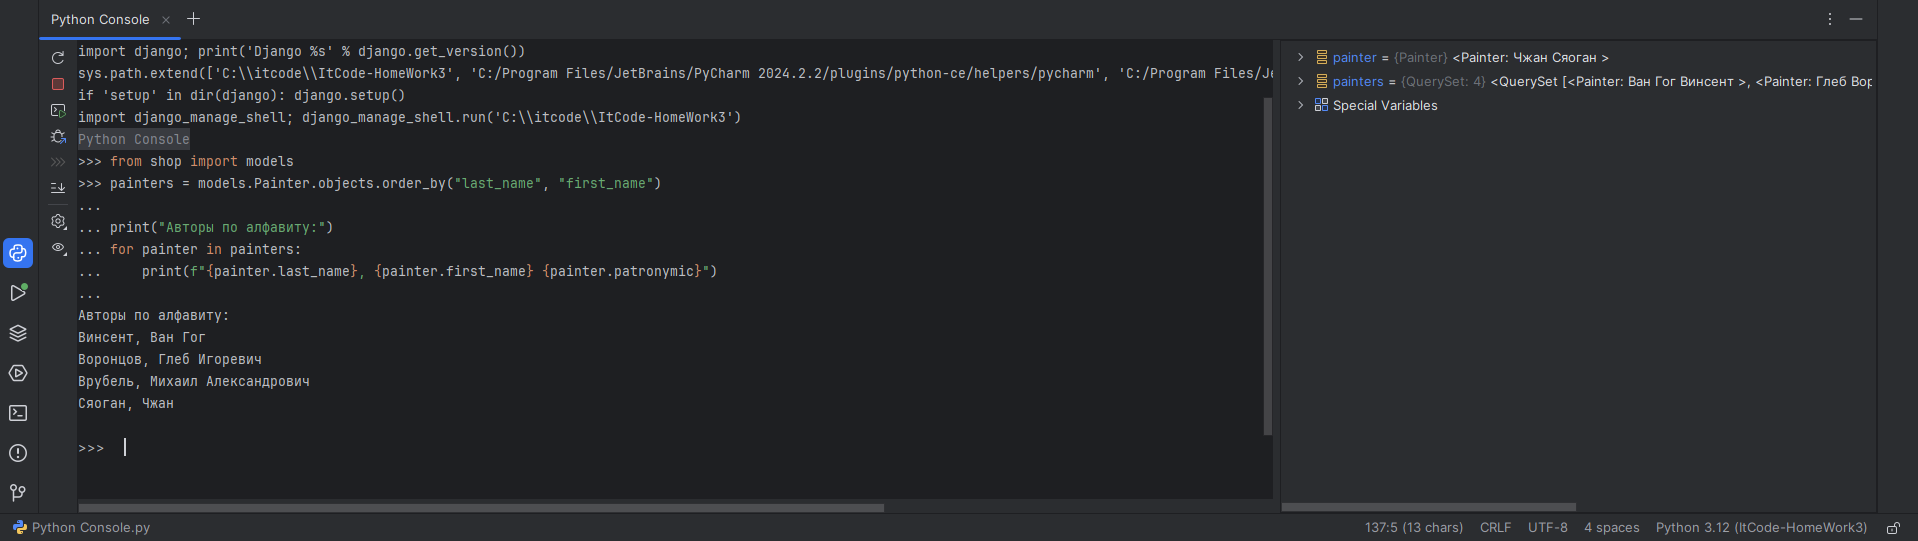 Python Console
import django; print('Django %s' % django.get_version())
sys.path.extend(['C:\\itcode\\ItCode-HomeWork3', 'C:/Program Files/JetBrains/PyCharm 2024.2.2/plugins/python-ce/helpers/pycharm', 'C:/Program Files/Je
if 'setup' in dir(django): django.setup()
import django_manage_shell; django_manage_shell.run('C:\\itcode\\ItCode-HomeWork3')
Python Console
>>> from shop import models
>>> painters = models.Painter.objects.order_by("last_name", "first_name")
...
... print("Авторы по алфавиту:")
... for painter in painters:
...     print(f"{painter.last_name}, {painter.first_name} {painter.patronymic}")
...
Авторы по алфавиту:
Винсент, Ван Гог
Воронцов, Глеб Игоревич
Врубель, Михаил Александрович
Сяоган, Чжан
>>>
painter = {Painter} <Painter: Чжан Сяоган >
painters = {QuerySet: 4} <QuerySet [<Painter: Ван Гог Винсент >, <Painter: Глеб Вор
Special Variables
Python Console.py
137:5 (13 chars) CRLF UTF-8 4 spaces Python 3.12 (ItCode-HomeWork3)